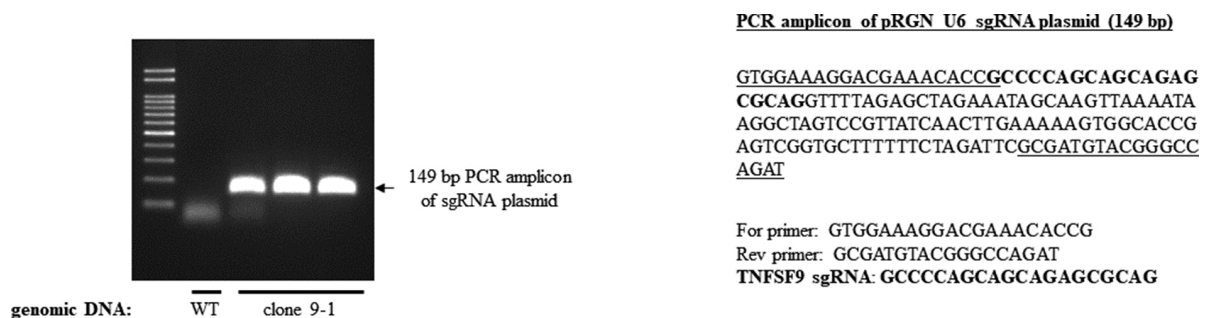 PCR amplicon of pRGN U6 sgRNA plasmid (149 bp)
GTGGAAAGGACGAAACACCGCCCCAGCAGCAGAG
CGCAGGTTTTAGAGCTAGAAATAGCAAGTTAAAATA
AGGCTAGTCCGTTATCAACTTGAAAAAGTGGCACCG
AGTCGGTGCTTTTTTCTAGATTCGCGATGTACGGGCC
AGAT
149 bp PCR amplicon
of sgRNA plasmid
For primer: GTGGAAAGGACGAAACACCG
Rev primer: GCGATGTACGGGCCAGAT
TNFSF9 sgRNA: GCCCCAGCAGCAGAGCGCAG
genomic DNA: WT clone 9-1